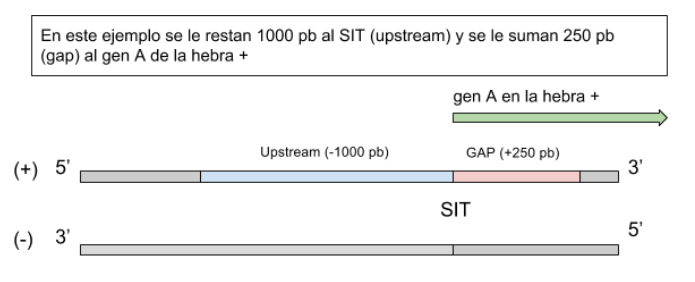 En este ejemplo se le restan 1000 pb al SIT (upstream) y se le suman 250 pb
(gap) al gen A de la hebra +
gen A en la hebra +
Upstream (-1000 pb) GAP (+250 pb)
(+) 5' 3'
SIT
(-) 3' 5'